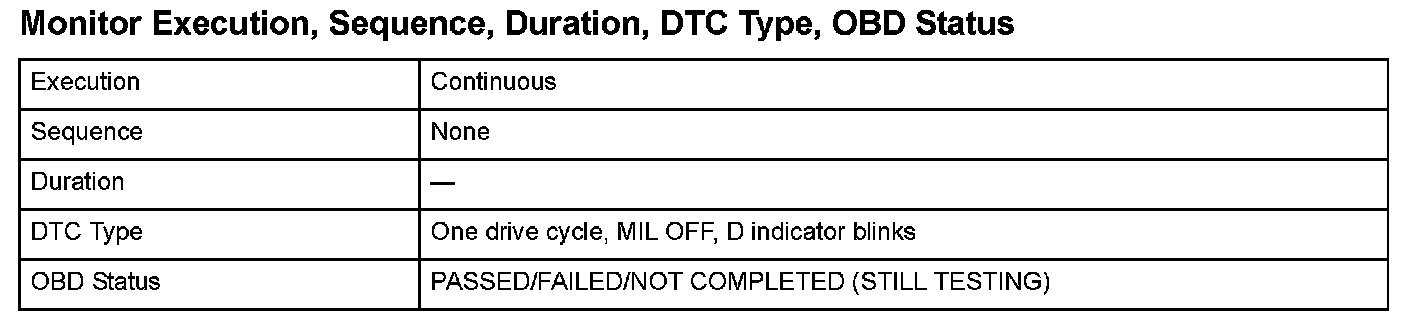 Monitor Execution, Sequence, Duration, DTC Type, OBD Status
Execution Continuous
Sequence None
Duration —
DTC Type One drive cycle, MIL OFF, D indicator blinks
OBD Status PASSED/FAILED/NOT COMPLETED (STILL TESTING)